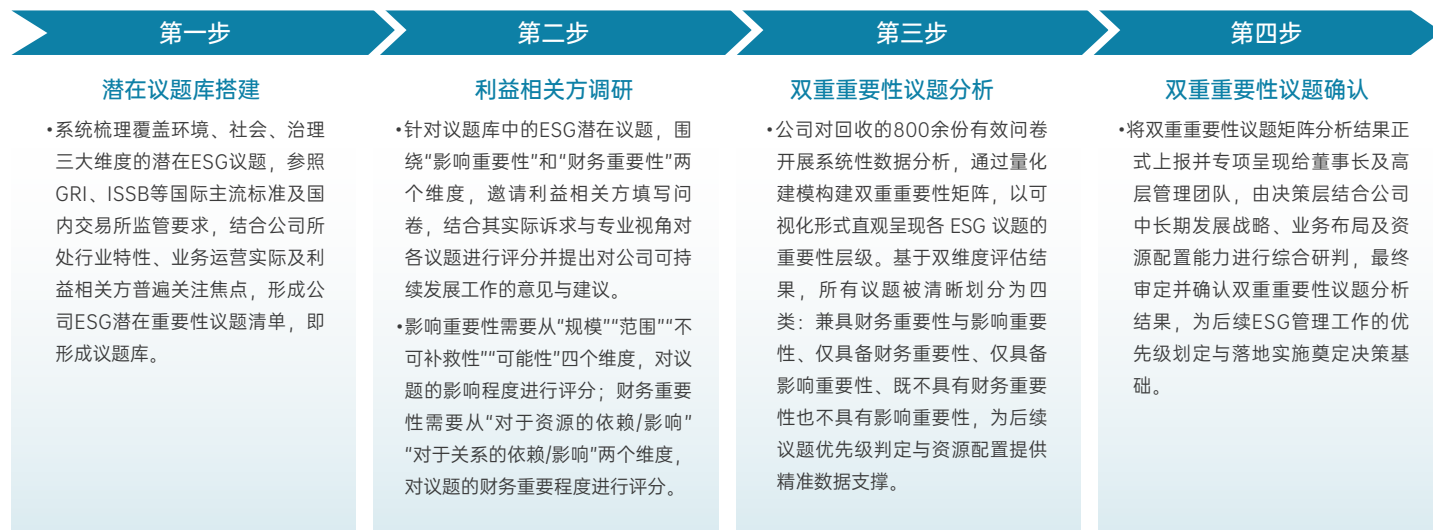 第一步
第二步
第三步
第四步
潜在议题库搭建
•系统梳理覆盖环境、社会、治理
三大维度的潜在ESG议题，参照
GRI、ISSB等国际主流标准及国
内交易所监管要求，结合公司所
处行业特性、业务运营实际及利
益相关方普遍关注焦点，形成公
司ESG潜在重要性议题清单，即
形成议题库。
利益相关方调研
•针对议题库中的ESG潜在议题，围
绕“影响重要性”和“财务重要性”两
个维度，邀请利益相关方填写问
卷，结合其实际诉求与专业视角对
各议题进行评分并提出对公司可持
续发展工作的意见与建议。
•影响重要性需要从“规模”“范围”“不
可补救性”“可能性”四个维度，对议
题的影响程度进行评分；财务重要
性需要从“对于资源的依赖/影响”
“对于关系的依赖/影响”两个维度，
对议题的财务重要程度进行评分。
双重重要性议题分析
•公司对回收的800余份有效问卷
开展系统性数据分析，通过量化
建模构建双重重要性矩阵，以可
视化形式直观呈现各 ESG 议题的
重要性层级。基于双维度评估结
果，所有议题被清晰划分为四
类：兼具财务重要性与影响重要
性、仅具备财务重要性、仅具备
影响重要性、既不具有财务重要
性也不具有影响重要性，为后续
议题优先级判定与资源配置提供
精准数据支撑。
双重重要性议题确认
•将双重重要性议题矩阵分析结果正
式上报并专项呈现给董事长及高
层管理团队，由决策层结合公司
中长期发展战略、业务布局及资
源配置能力进行综合研判，最终
审定并确认双重重要性议题分析
结果，为后续ESG管理工作的优
先级划定与落地实施奠定决策基
础。